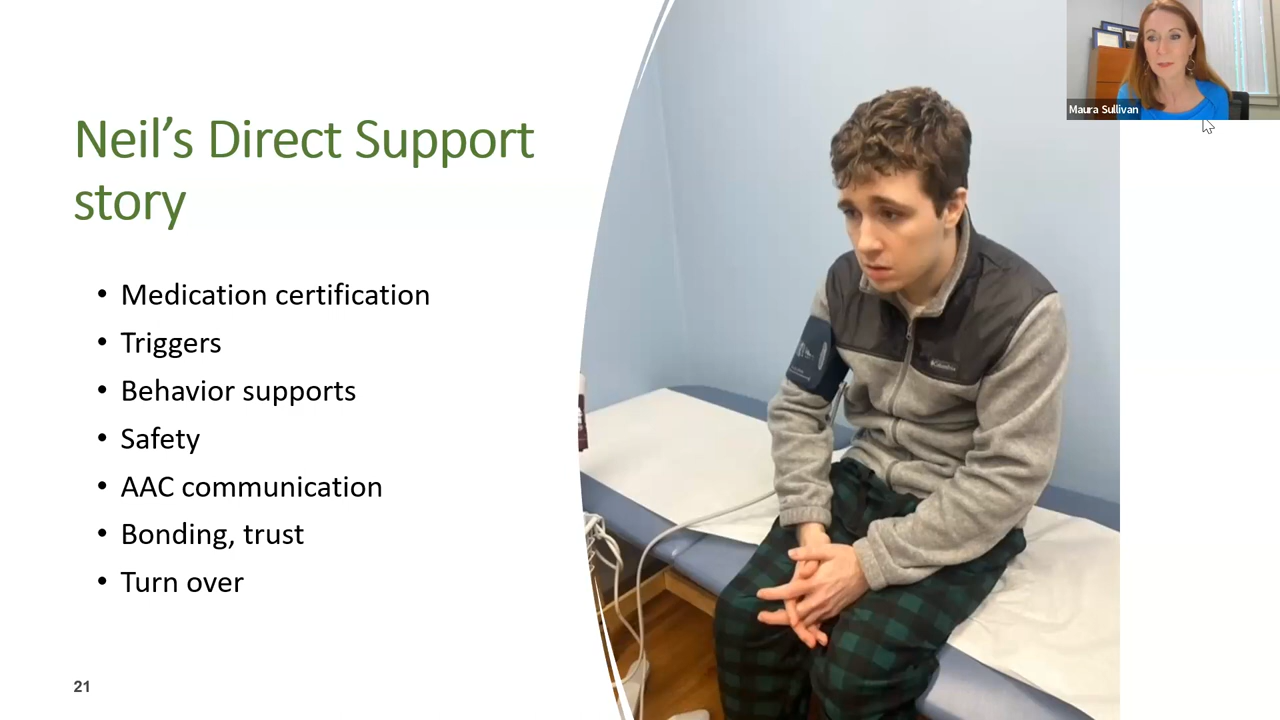 Maura Sullivan
Neil’s Direct Support
story
• Medication certification
• Triggers
• Behavior supports
• Safety
• AAC communication
• Bonding, trust
• Turn over
Columbia
21